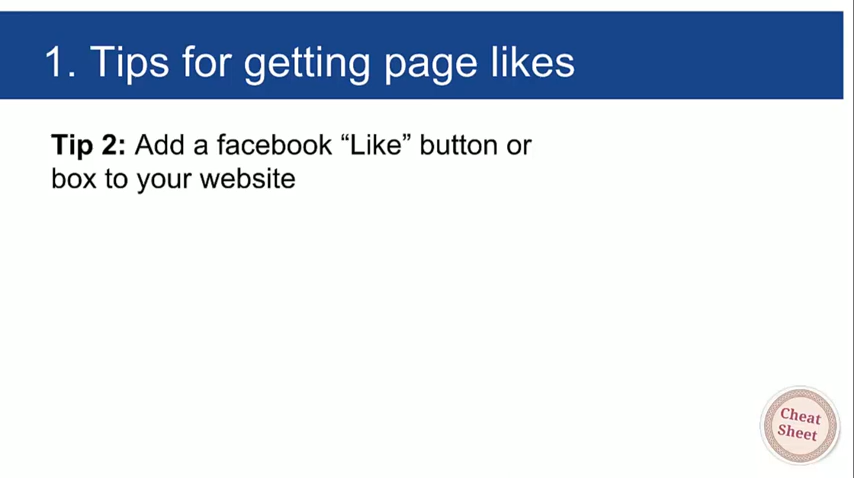 1. Tips for getting page likes
Tip 2: Add a facebook “Like” button or
box to your website
Cheat
Sheet